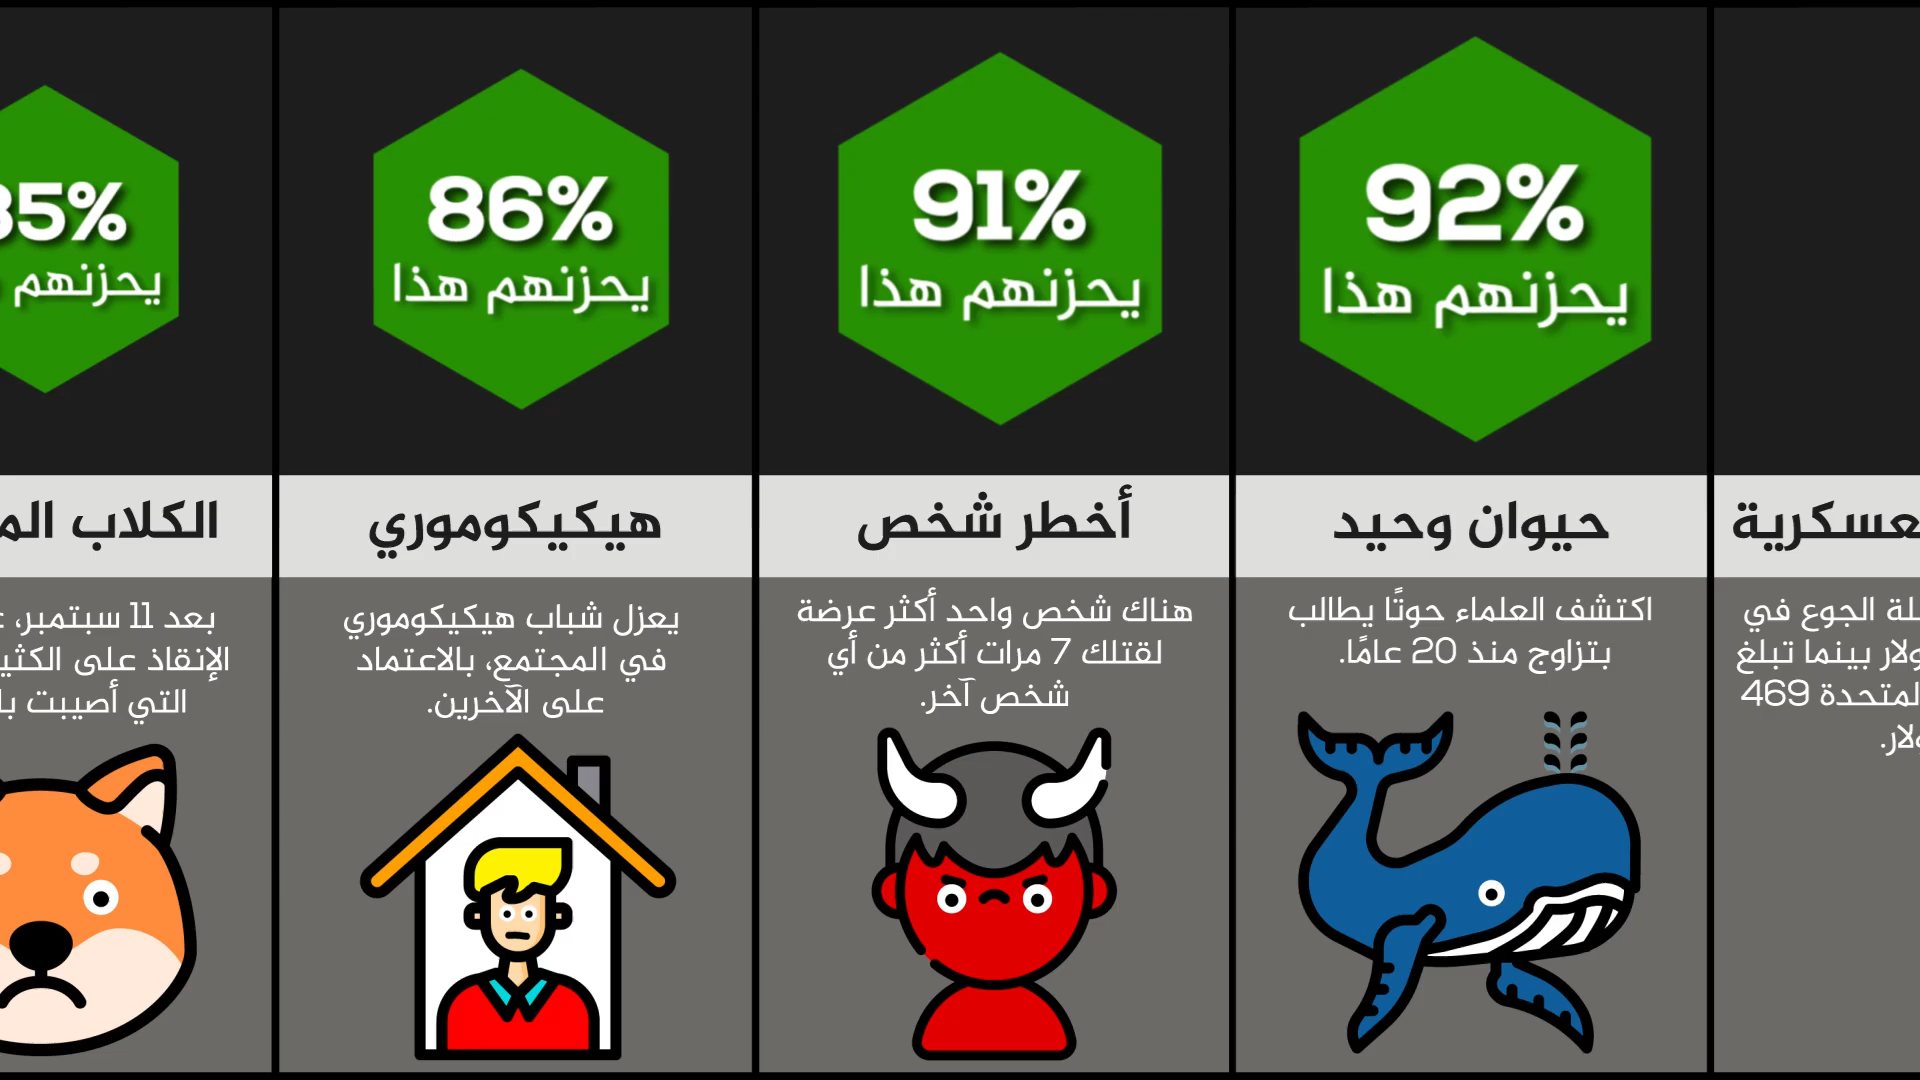 يحزنهم
الكلاب
بعد 11 سبتمبر،
الإنقاذ على
التي أصيبت
86%
يحزنهم هذا
هيكيكوموري
يعزل شباب هيكيكوموري
في المجتمع، بالاعتماد
على الآخرين.
91%
يحزنهم هذا
أخطر شخص
هناك شخص واحد أكثر عرضة
لقتلك 7 مرات أكثر من أي
شخص آخر.
92%
يحزنهم هذا
حيوان وحيد
اكتشف العلماء حوتًا يطالب
بتزاوج منذ 20 عامًا.
الجوع في
بينما تبلغ
469